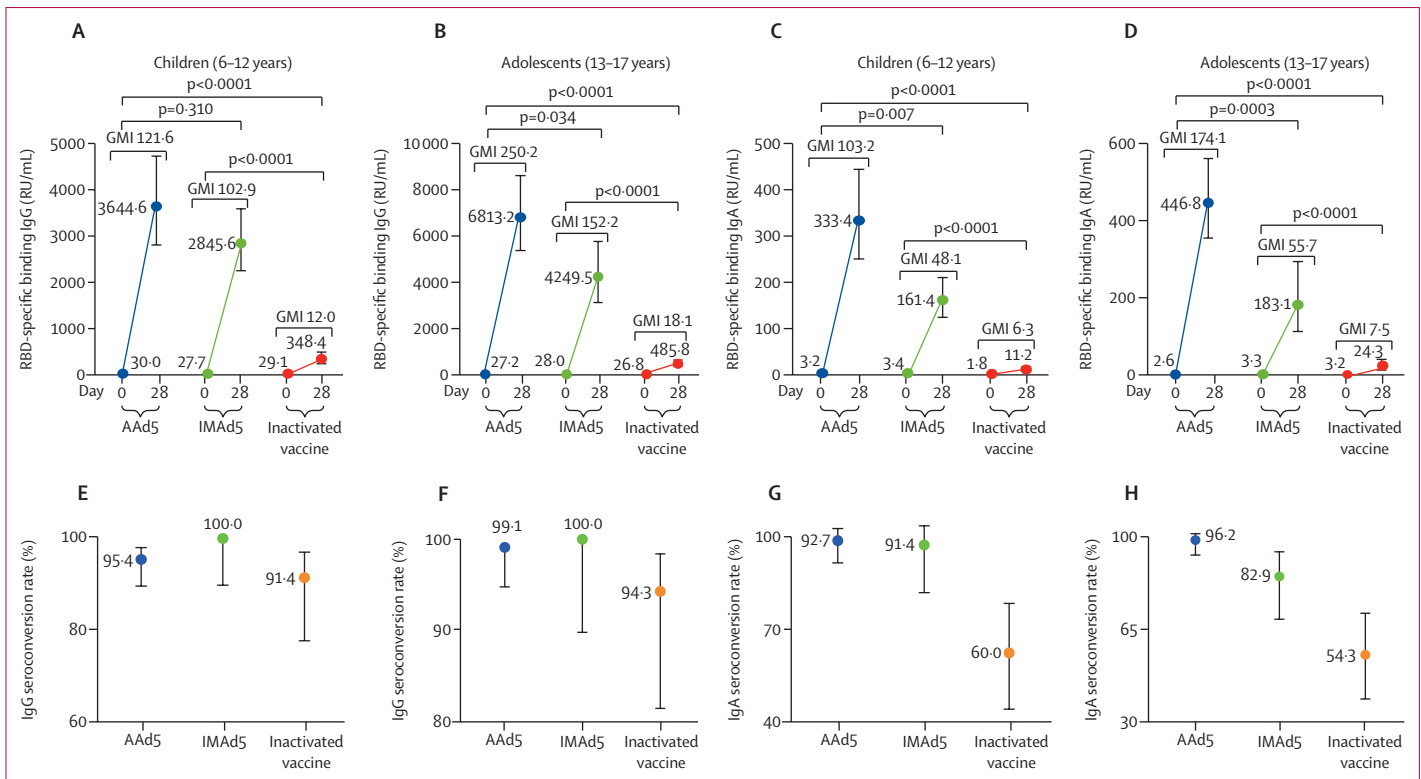 A
Children (6–12 years)
p<0·0001
p=0·310
GMI 121·6
p<0·0001
GMI 102·9
GMI 12·0
RBD-specific binding IgG (RU/mL)
5000
4000
3000
2000
1000
0
3644·6
2845·6
348·4
30·0
27·7
29·1
Day
0
28
0
28
0
28
AAd5
IMAd5
Inactivated
vaccine
B
Adolescents (13–17 years)
p<0·0001
p=0·034
GMI 250·2
p<0·0001
GMI 152·2
GMI 18·1
RBD-specific binding IgG (RU/mL)
10 000
8000
6000
4000
2000
0
6813·2
4249·5
485·8
27·2
28·0
26·8
0
28
0
28
0
28
AAd5
IMAd5
Inactivated
vaccine
C
Children (6–12 years)
p<0·0001
p=0·007
GMI 103·2
p<0·0001
GMI 48·1
GMI 6·3
RBD-specific binding IgA (RU/mL)
500
400
300
200
100
0
333·4
161·4
11·2
3·2
3·4
1·8
0
28
0
28
0
28
AAd5
IMAd5
Inactivated
vaccine
D
Adolescents (13–17 years)
p<0·0001
p=0·0003
GMI 174·1
p<0·0001
GMI 55·7
GMI 7·5
RBD-specific binding IgA (RU/mL)
600
400
200
0
446·8
183·1
24·3
2·6
3·3
3·2
0
28
0
28
0
28
AAd5
IMAd5
Inactivated
vaccine
E
IgG seroconversion rate (%)
100
80
60
95·4
100·0
91·4
AAd5
IMAd5
Inactivated
vaccine
F
IgG seroconversion rate (%)
100
90
80
99·1
100·0
94·3
AAd5
IMAd5
Inactivated
vaccine
G
IgA seroconversion rate (%)
100
70
40
92·7
91·4
60·0
AAd5
IMAd5
Inactivated
vaccine
H
IgA seroconversion rate (%)
100
65
30
96·2
82·9
54·3
AAd5
IMAd5
Inactivated
vaccine